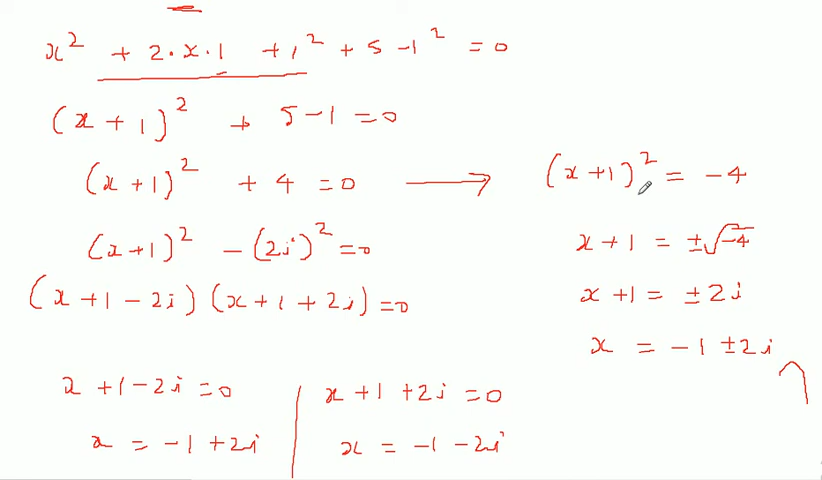 x² + 2·x·1 + 1² + 5 - 1² = 0
(x + 1)² + 5 - 1 = 0
(x + 1)² + 4 = 0 ⟶ (x + 1)² = -4
(x + 1)² - (2i)² = 0
(x + 1 - 2i) (x + 1 + 2i) = 0
x + 1 - 2i = 0
x = -1 + 2i
x + 1 + 2i = 0
x = -1 - 2i
x + 1 = ±√-4
x + 1 = ±2i
x = -1 ± 2i